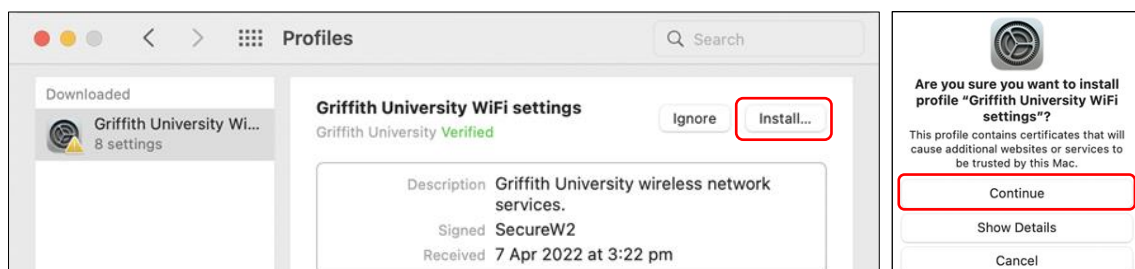 Profiles
Search
Downloaded
Griffith University Wi...
8 settings
Griffith University WiFi settings
Griffith University Verified
Ignore
Install...
Description Griffith University wireless network
services.
Signed SecureW2
Received 7 Apr 2022 at 3:22 pm
Are you sure you want to install
profile “Griffith University WiFi
settings”?
This profile contains certificates that will
cause additional websites or services to
be trusted by this Mac.
Continue
Show Details
Cancel